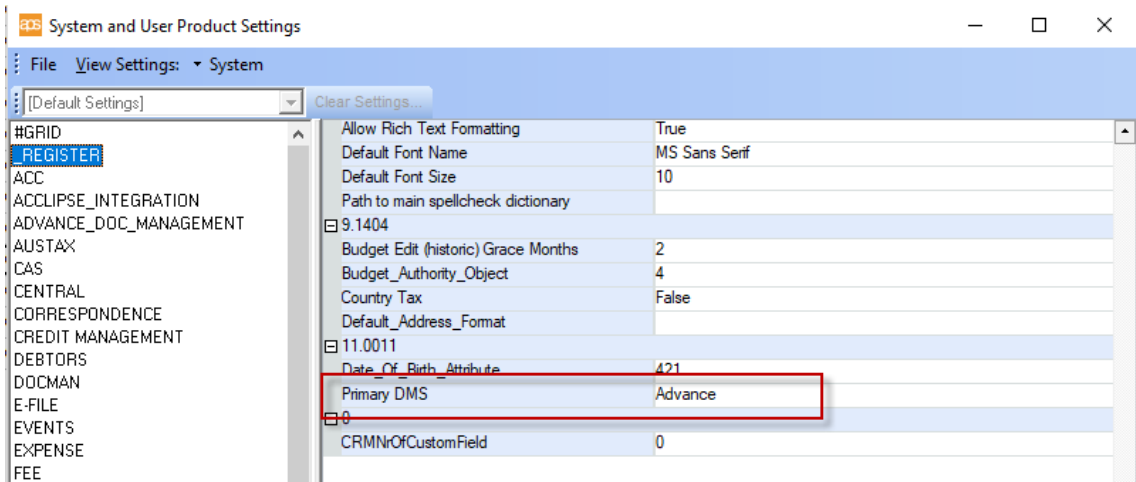 aps System and User Product Settings
File View Settings: System
[Default Settings] Clear Settings...
#GRID
_REGISTER
ACC
ACCLIPSE_INTEGRATION
ADVANCE_DOC_MANAGEMENT
AUSTAX
CAS
CENTRAL
CORRESPONDENCE
CREDIT MANAGEMENT
DEBTORS
DOCMAN
E-FILE
EVENTS
EXPENSE
FEE
Allow Rich Text Formatting True
Default Font Name MS Sans Serif
Default Font Size 10
Path to main spellcheck dictionary
9.1404
Budget Edit (historic) Grace Months 2
Budget_Authority_Object 4
Country Tax False
Default_Address_Format
11.0011
Date_Of_Birth_Attribute 421
Primary DMS Advance
0
CRMNrOfCustomField 0